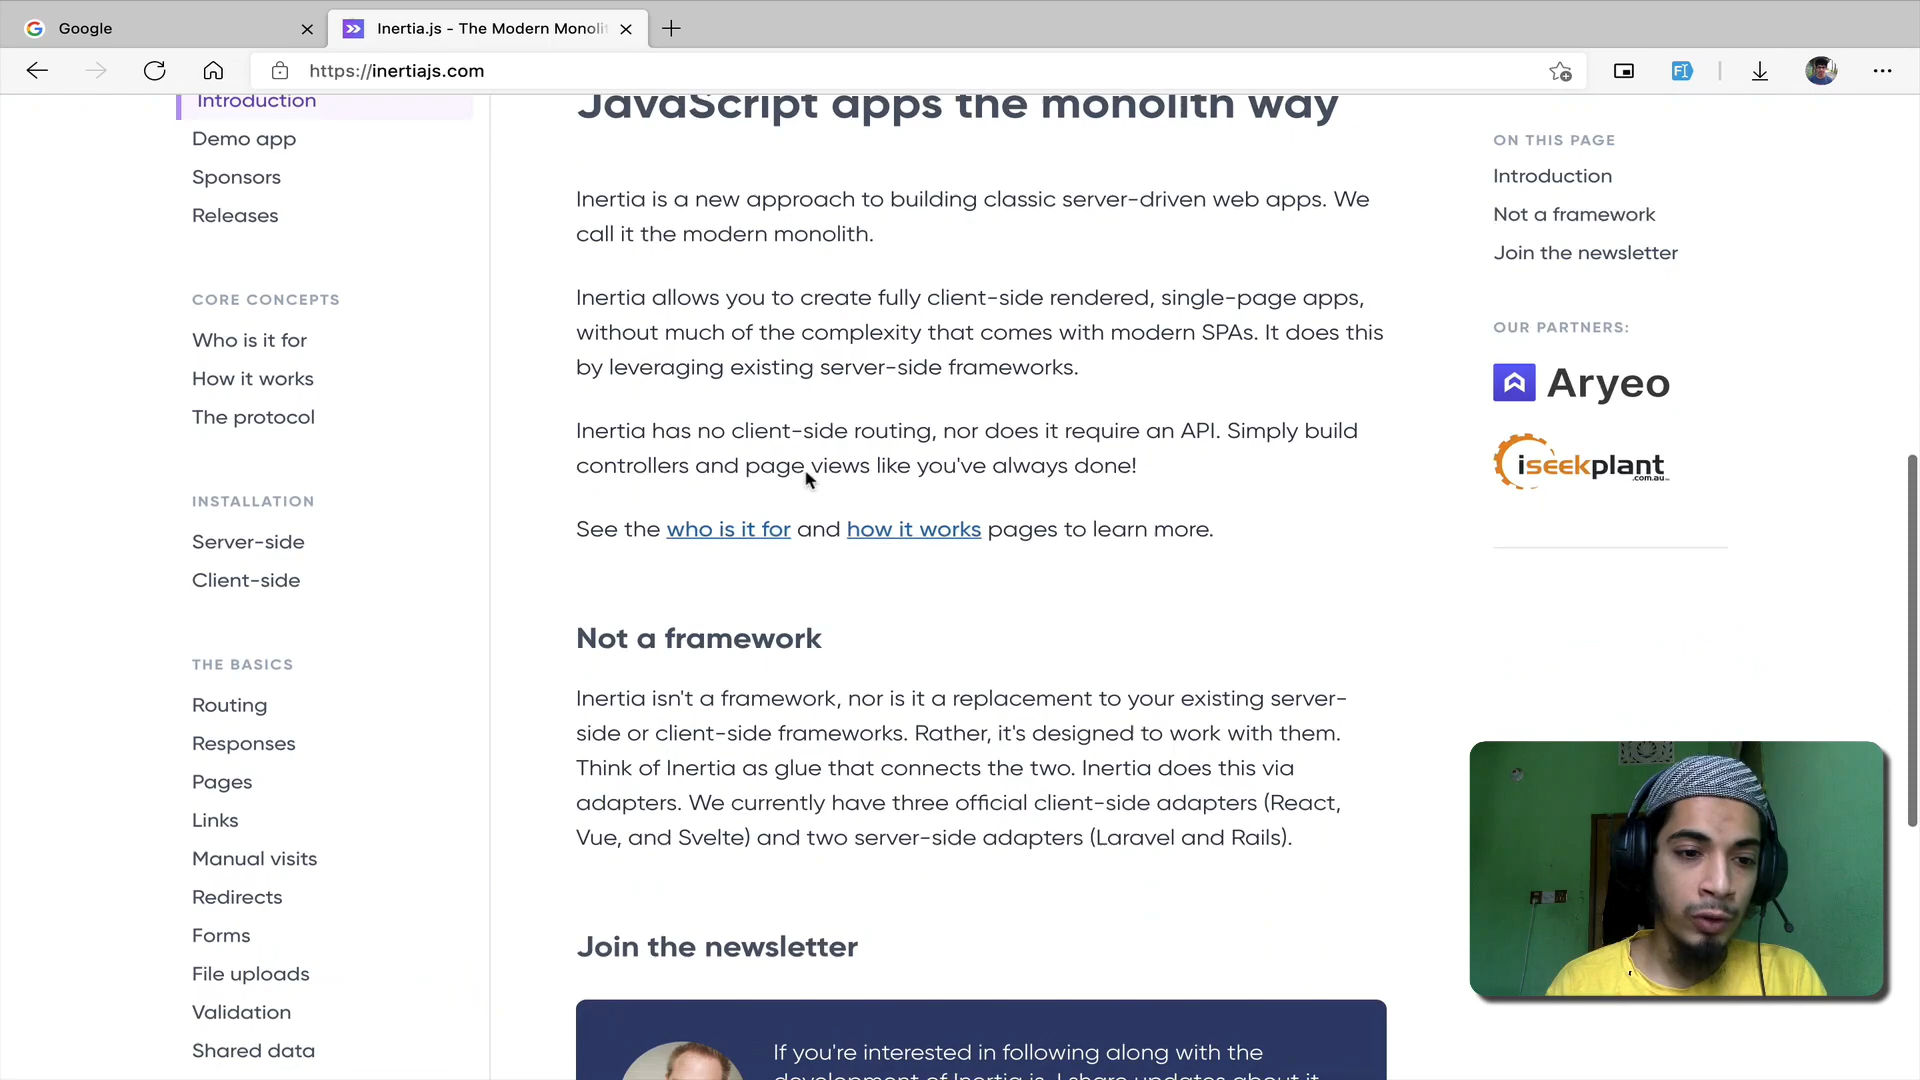 Google
Inertia.js - The Modern Monolit
https://inertiajs.com
Introduction
Demo app
Sponsors
Releases
CORE CONCEPTS
Who is it for
How it works
The protocol
INSTALLATION
Server-side
Client-side
THE BASICS
Routing
Responses
Pages
Links
Manual visits
Redirects
Forms
File uploads
Validation
Shared data
JavaScript apps the monolith way
Inertia is a new approach to building classic server-driven web apps. We
call it the modern monolith.
Inertia allows you to create fully client-side rendered, single-page apps,
without much of the complexity that comes with modern SPAs. It does this
by leveraging existing server-side frameworks.
Inertia has no client-side routing, nor does it require an API. Simply build
controllers and page views like you've always done!
See the who is it for and how it works pages to learn more.
Not a framework
Inertia isn't a framework, nor is it a replacement to your existing server-
side or client-side frameworks. Rather, it's designed to work with them.
Think of Inertia as glue that connects the two. Inertia does this via
adapters. We currently have three official client-side adapters (React,
Vue, and Svelte) and two server-side adapters (Laravel and Rails).
Join the newsletter
If you're interested in following along with the
development of Inertia.js, I share updates about it
ON THIS PAGE
Introduction
Not a framework
Join the newsletter
OUR PARTNERS:
Aryeo
iseekplant
.com.au